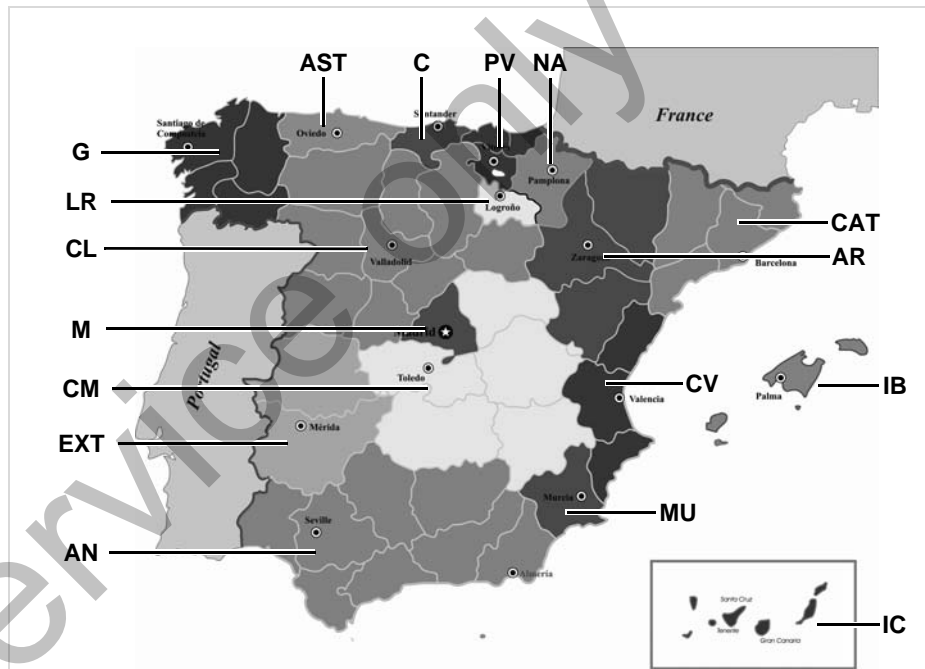 AST C PV NA
France
Santander
Santiago de
Compostela
Oviedo
G
Pamplona
LR
Logroño
CAT
CL
Valladolid
Barcelona
AR
M
Madrid
Portugal
Toledo
CM
CV
Palma
IB
Valencia
Mérida
EXT
Murcia
MU
Seville
AN
Almería
Santa Cruz
Tenerife
Gran Canaria
IC
service only